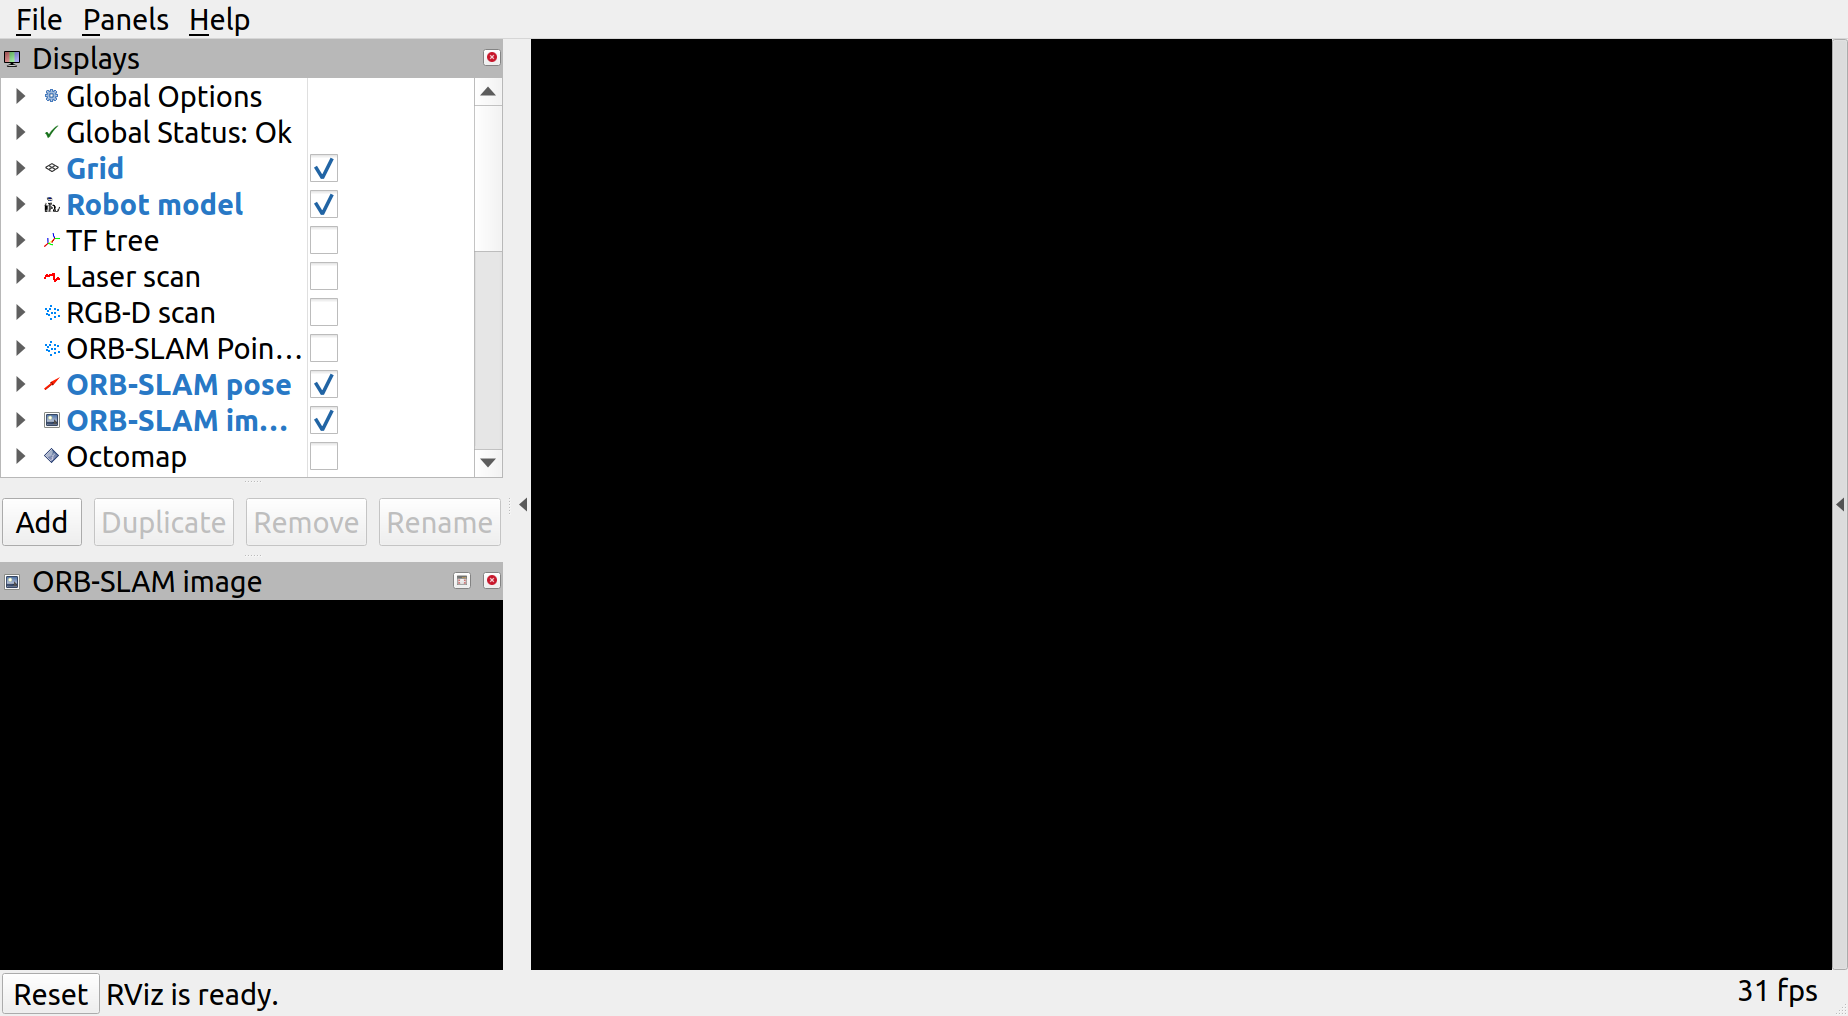 File Panels Help
Displays
Global Options
Global Status: Ok
Grid
Robot model
TF tree
Laser scan
RGB-D scan
ORB-SLAM Poin...
ORB-SLAM pose
ORB-SLAM im...
Octomap
Add Duplicate Remove Rename
ORB-SLAM image
Reset RViz is ready. 31 fps